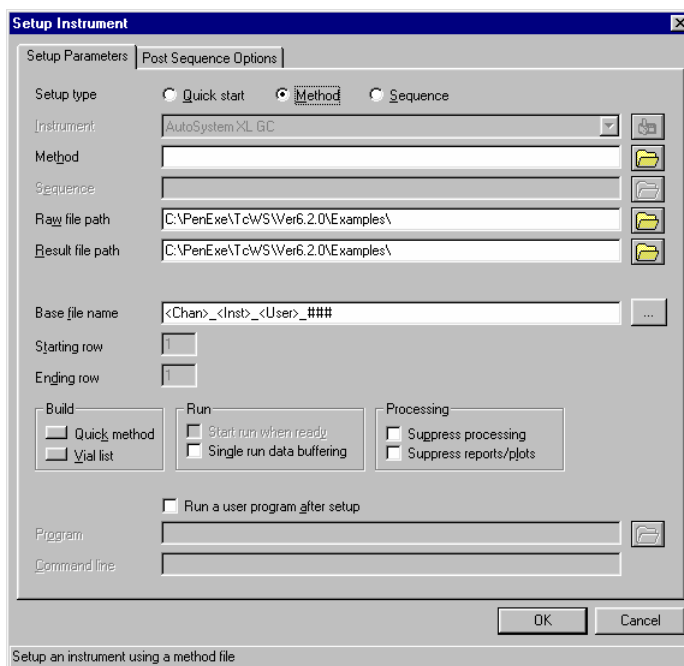 Setup Instrument
Setup Parameters Post Sequence Options
Setup type Quick start Method Sequence
Instrument AutoSystem XL GC
Method
Sequence
Raw file path C:\PenExe\TcWS\Ver6.2.0\Examples\
Result file path C:\PenExe\TcWS\Ver6.2.0\Examples\
Base file name <Chan>_<Inst>_<User>_### ...
Starting row 1
Ending row 1
Build Run Processing
Quick method Start run when ready Suppress processing
Vial list Single run data buffering Suppress reports/plots
Run a user program after setup
Program
Command line
OK Cancel
Setup an instrument using a method file